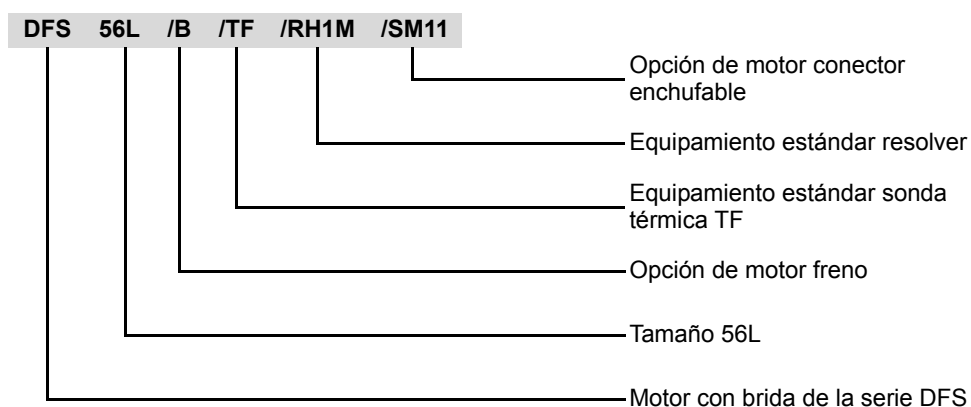 DFS 56L /B /TF /RH1M /SM11
Opción de motor conector
enchufable
Equipamiento estándar resolver
Equipamiento estándar sonda
térmica TF
Opción de motor freno
Tamaño 56L
Motor con brida de la serie DFS